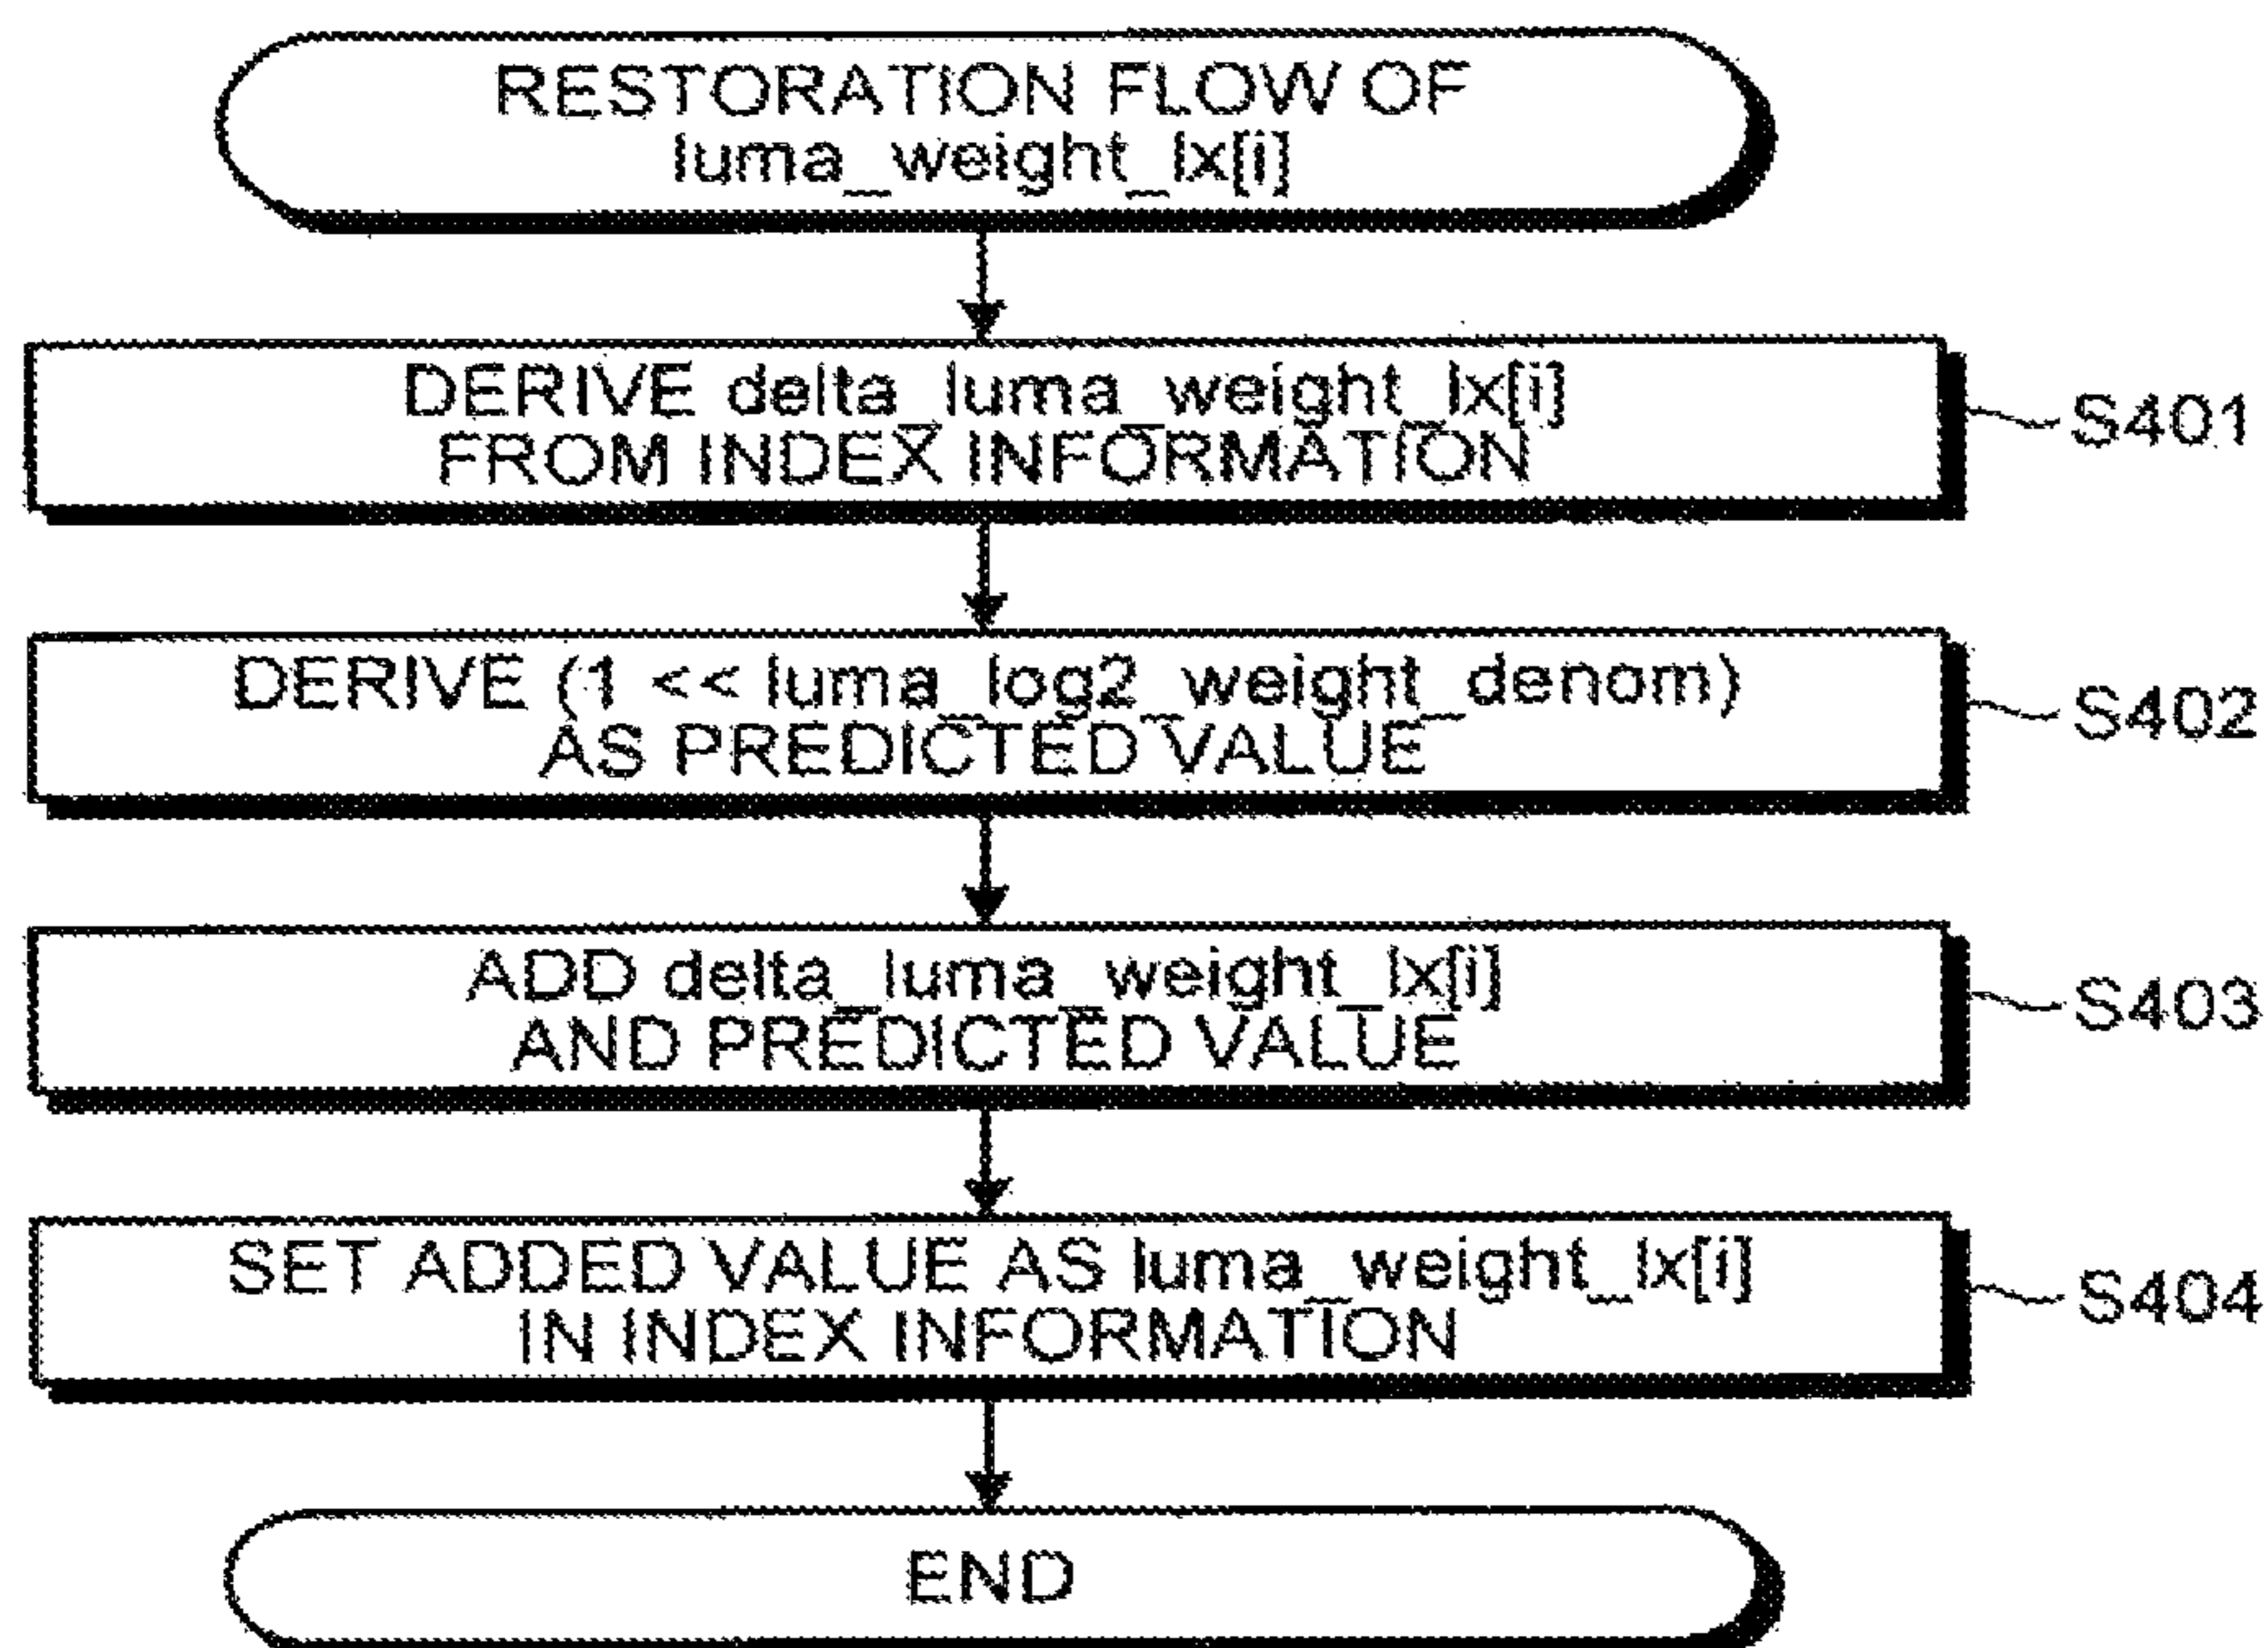 RESTORATION FLOW OF
luma_weight_lx[i]
DERIVE delta_luma_weight_lx[i]
FROM INDEX INFORMATION
S401
DERIVE (1 << luma_log2_weight_denom)
AS PREDICTED VALUE
S402
ADD delta_luma_weight_lx[i]
AND PREDICTED VALUE
S403
SET ADDED VALUE AS luma_weight_lx[i]
IN INDEX INFORMATION
S404
END